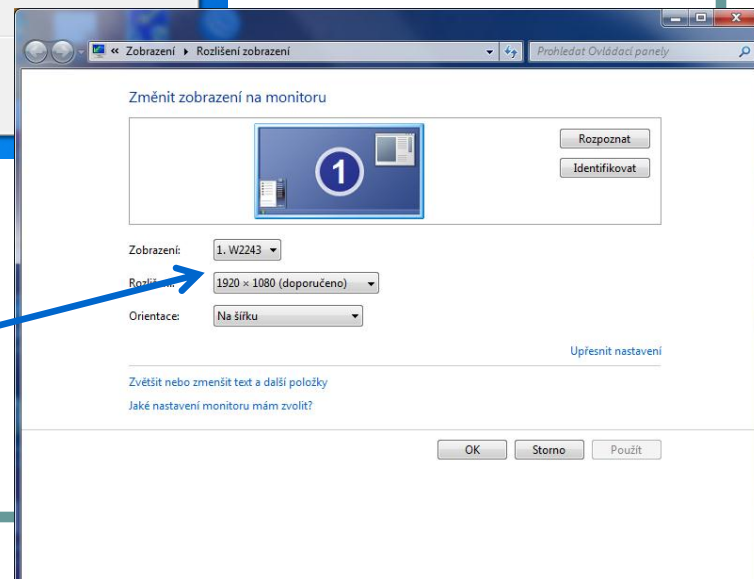 « Zobrazení ▸ Rozlišení zobrazení
Prohledat Ovládací panely
Změnit zobrazení na monitoru
1
Rozpoznat
Identifikovat
Zobrazení: 1. W2243
Rozlišení: 1920 × 1080 (doporučeno)
Orientace: Na šířku
Upřesnit nastavení
Zvětšit nebo zmenšit text a další položky
Jaké nastavení monitoru mám zvolit?
OK Storno Použít